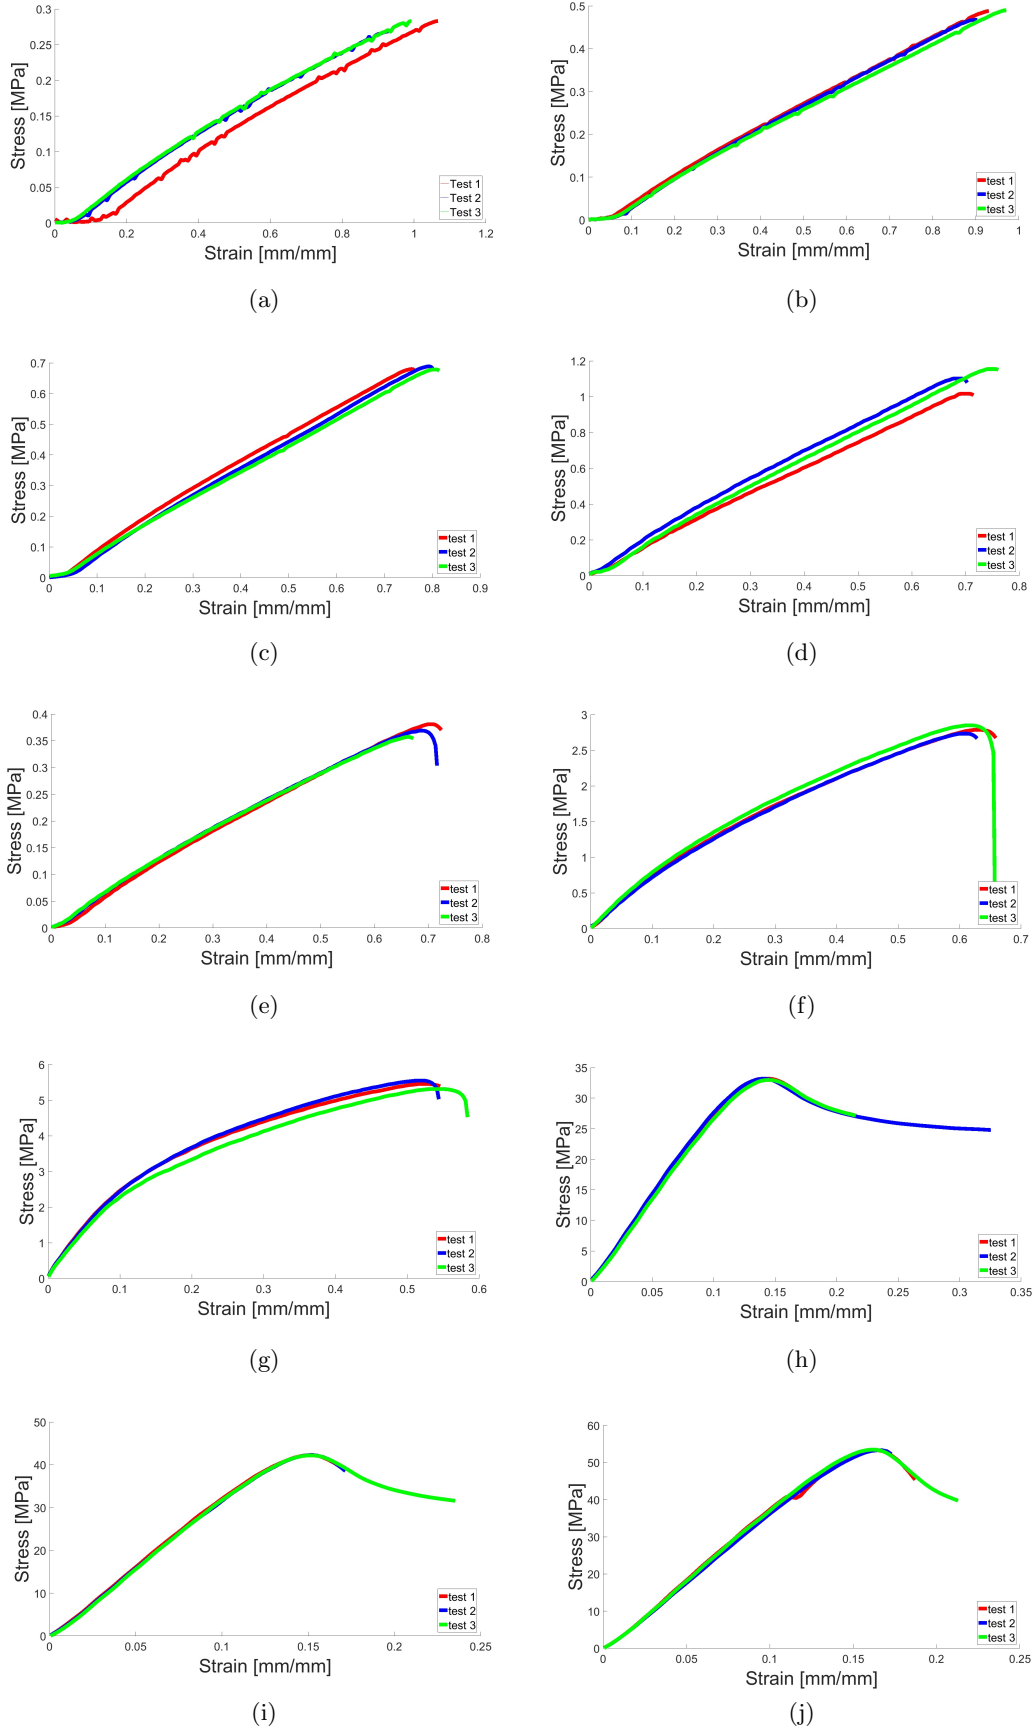 0.3
0.25
0.2
0.15
0.1
0.05
0
Stress [MPa]
Test 1
Test 2
Test 3
0 0.2 0.4 0.6 0.8 1 1.2
Strain [mm/mm]
(a)
0.5
0.4
0.3
0.2
0.1
0
Stress [MPa]
test 1
test 2
test 3
0.1 0.2 0.3 0.4 0.5 0.6 0.7 0.8 0.9 1
Strain [mm/mm]
(b)
0.7
0.6
0.5
0.4
0.3
0.2
0.1
0
Stress [MPa]
test 1
test 2
test 3
0 0.1 0.2 0.3 0.4 0.5 0.6 0.7 0.8 0.9
Strain [mm/mm]
(c)
1.2
1
0.8
0.6
0.4
0.2
0
Stress [MPa]
test 1
test 2
test 3
0 0.1 0.2 0.3 0.4 0.5 0.6 0.7 0.8
Strain [mm/mm]
(d)
0.4
0.35
0.3
0.25
0.2
0.15
0.1
0.05
0
Stress [MPa]
test 1
test 2
test 3
0 0.1 0.2 0.3 0.4 0.5 0.6 0.7 0.8
Strain [mm/mm]
(e)
3
2.5
2
1.5
1
0.5
0
Stress [MPa]
test 1
test 2
test 3
0 0.1 0.2 0.3 0.4 0.5 0.6 0.7
Strain [mm/mm]
(f)
6
5
4
3
2
1
0
Stress [MPa]
test 1
test 2
test 3
0 0.1 0.2 0.3 0.4 0.5 0.6
Strain [mm/mm]
(g)
35
30
25
20
15
10
5
0
Stress [MPa]
test 1
test 2
test 3
0 0.05 0.1 0.15 0.2 0.25 0.3 0.35
Strain [mm/mm]
(h)
50
40
30
20
10
0
Stress [MPa]
test 1
test 2
test 3
0 0.05 0.1 0.15 0.2 0.25
Strain [mm/mm]
(i)
60
50
40
30
20
10
0
Stress [MPa]
test 1
test 2
test 3
0 0.05 0.1 0.15 0.2 0.25
Strain [mm/mm]
(j)